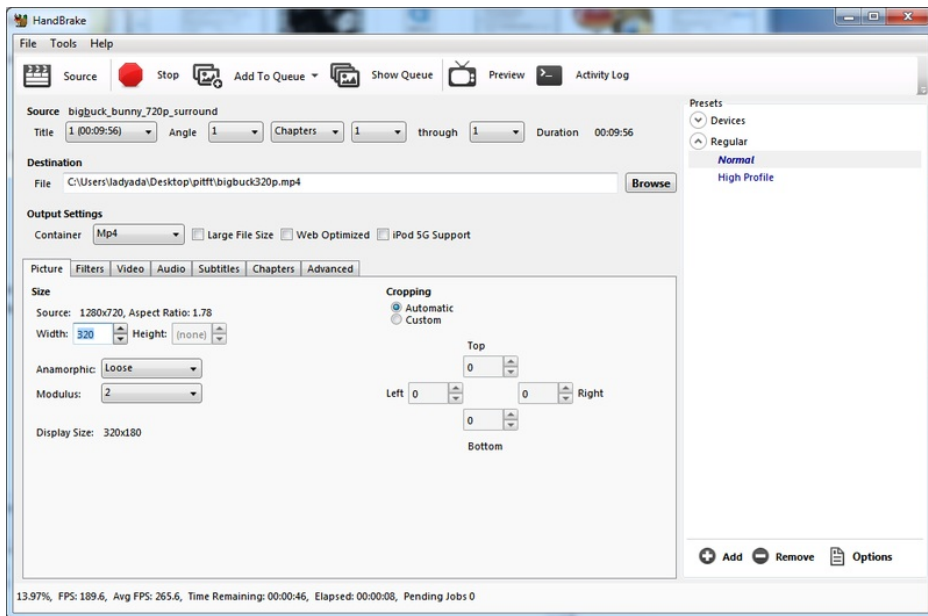 HandBrake
File Tools Help
Source Stop Add To Queue Show Queue Preview Activity Log
Source bigbuck_bunny_720p_surround
Title 1 (00:09:56) Angle 1 Chapters 1 through 1 Duration 00:09:56
Destination
File C:\Users\ladyada\Desktop\pitft\bigbuck320p.mp4 Browse
Output Settings
Container Mp4 Large File Size Web Optimized iPod 5G Support
Picture Filters Video Audio Subtitles Chapters Advanced
Size
Source: 1280x720, Aspect Ratio: 1.78
Width: 320 Height: (none)
Anamorphic: Loose
Modulus: 2
Display Size: 320x180
Cropping
Automatic
Custom
Top
0
Left 0 0 Right
0
Bottom
Presets
Devices
Regular
Normal
High Profile
Add Remove Options
13.97%, FPS: 189.6, Avg FPS: 265.6, Time Remaining: 00:00:46, Elapsed: 00:00:08, Pending Jobs 0